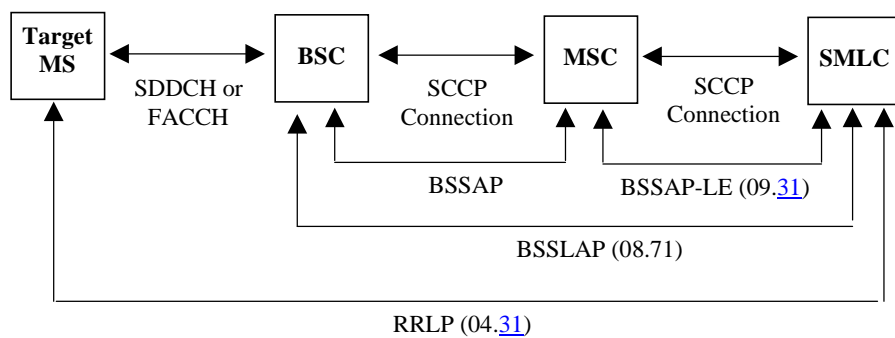 Target
MS
BSC
MSC
SMLC
SDDCH or
FACCH
SCCP
Connection
SCCP
Connection
BSSAP
BSSAP-LE (09.31)
BSSLAP (08.71)
RRLP (04.31)